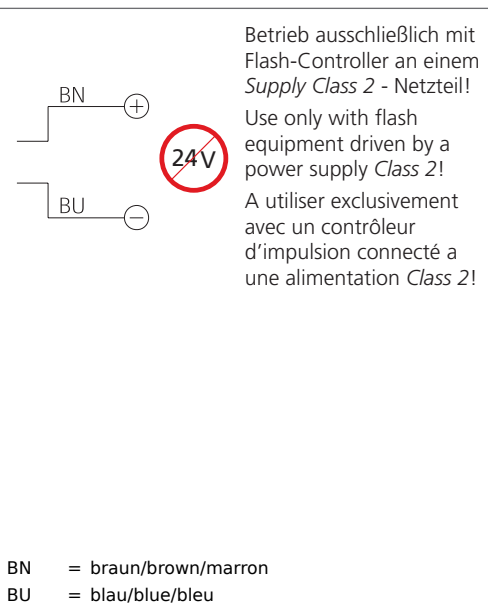 BN
+
24V
BU
−
Betrieb ausschließlich mit
Flash-Controller an einem
Supply Class 2 - Netzteil!
Use only with flash
equipment driven by a
power supply Class 2!
A utiliser exclusivement
avec un contrôleur
d'impulsion connecté a
une alimentation Class 2!
BN = braun/brown/marron
BU = blau/blue/bleu